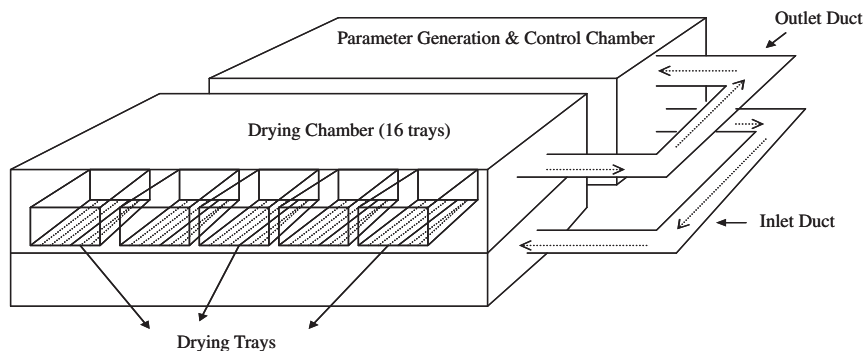 Outlet Duct
Parameter Generation & Control Chamber
Drying Chamber (16 trays)
Inlet Duct
Drying Trays